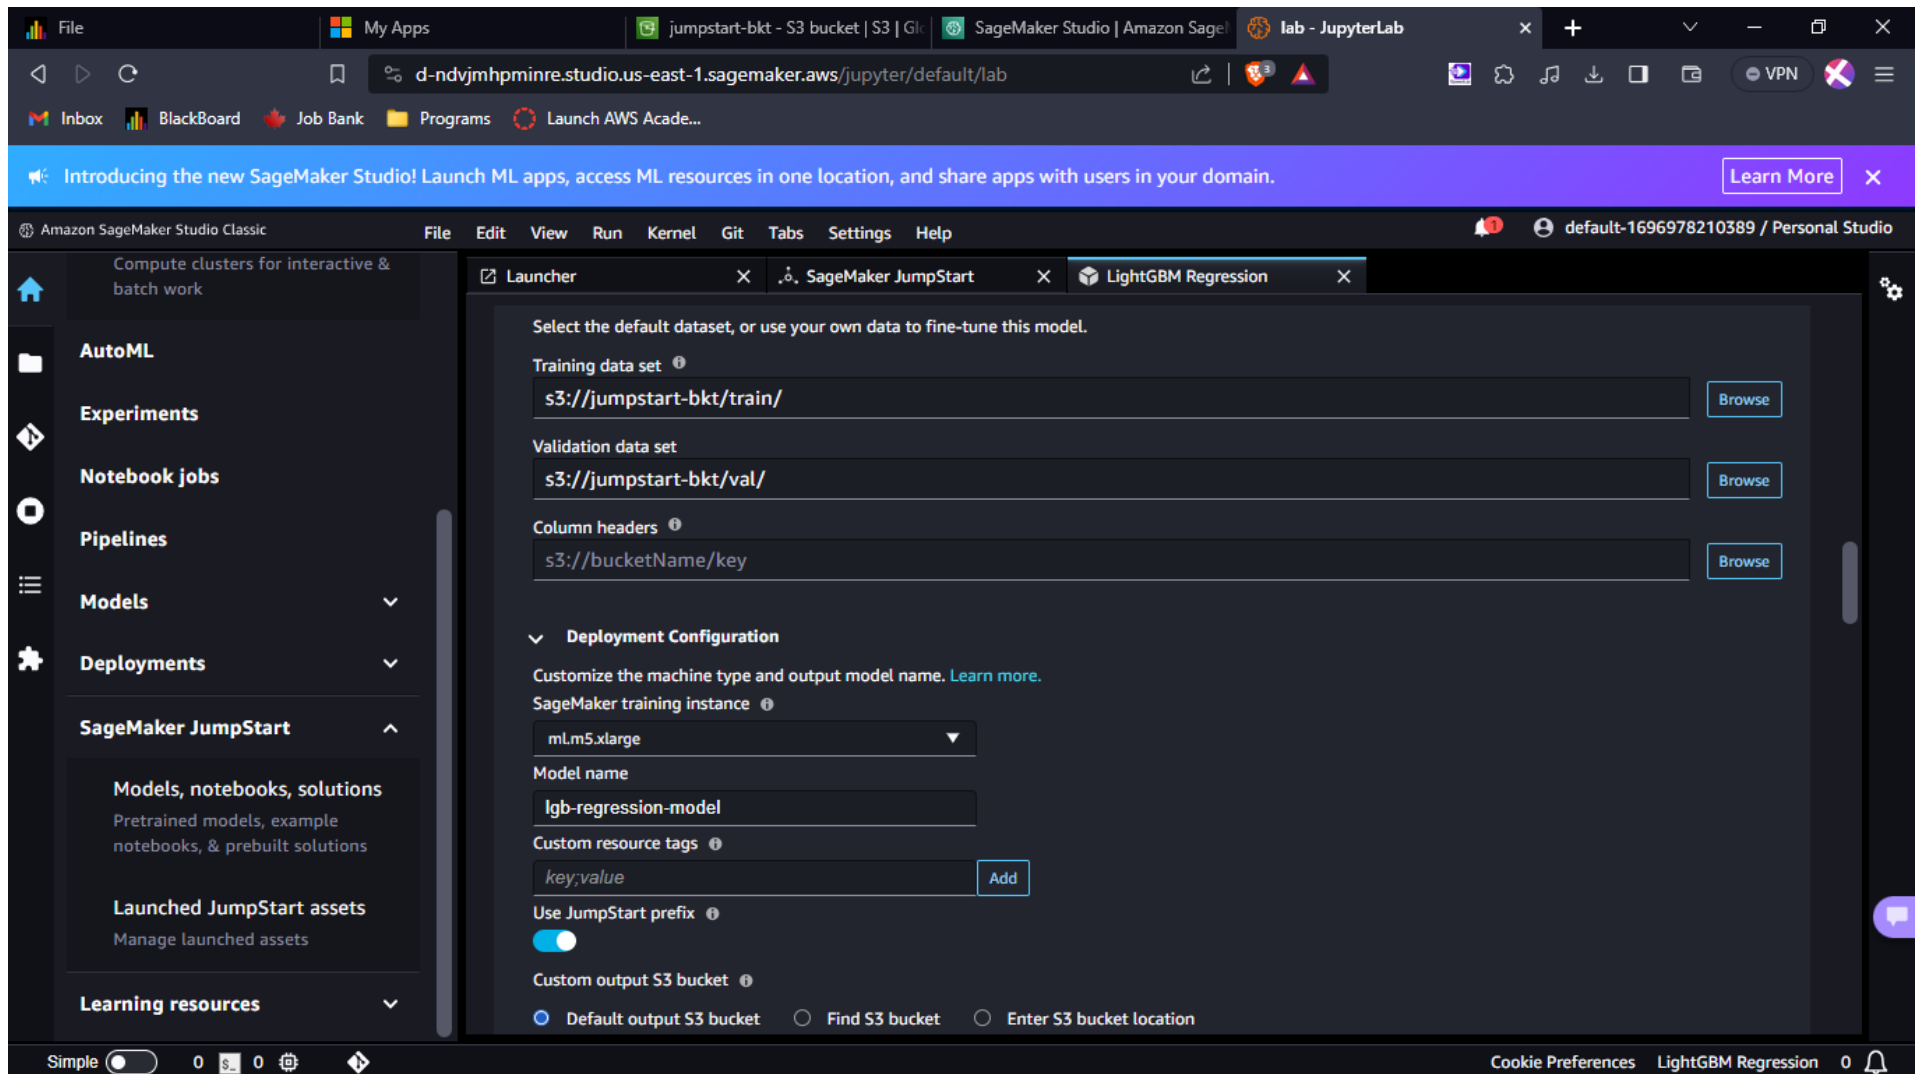 File
My Apps
jumpstart-bkt - S3 bucket | S3 | Glo
SageMaker Studio | Amazon Sage
lab - JupyterLab
d-ndvjmhpminre.studio.us-east-1.sagemaker.aws/jupyter/default/lab
3
VPN
Inbox
BlackBoard
Job Bank
Programs
Launch AWS Acade...
Introducing the new SageMaker Studio! Launch ML apps, access ML resources in one location, and share apps with users in your domain.
Learn More
Amazon SageMaker Studio Classic
File Edit View Run Kernel Git Tabs Settings Help
1
default-1696978210389 / Personal Studio
Compute clusters for interactive &
batch work
AutoML
Experiments
Notebook jobs
Pipelines
Models
Deployments
SageMaker JumpStart
Models, notebooks, solutions
Pretrained models, example
notebooks, & prebuilt solutions
Launched JumpStart assets
Manage launched assets
Learning resources
Launcher
SageMaker JumpStart
LightGBM Regression
Select the default dataset, or use your own data to fine-tune this model.
Training data set
s3://jumpstart-bkt/train/
Browse
Validation data set
s3://jumpstart-bkt/val/
Browse
Column headers
s3://bucketName/key
Browse
Deployment Configuration
Customize the machine type and output model name. Learn more.
SageMaker training instance
ml.m5.xlarge
Model name
lgb-regression-model
Custom resource tags
key;value
Add
Use JumpStart prefix
Custom output S3 bucket
Default output S3 bucket
Find S3 bucket
Enter S3 bucket location
Simple
0
$_
0
Cookie Preferences
LightGBM Regression
0